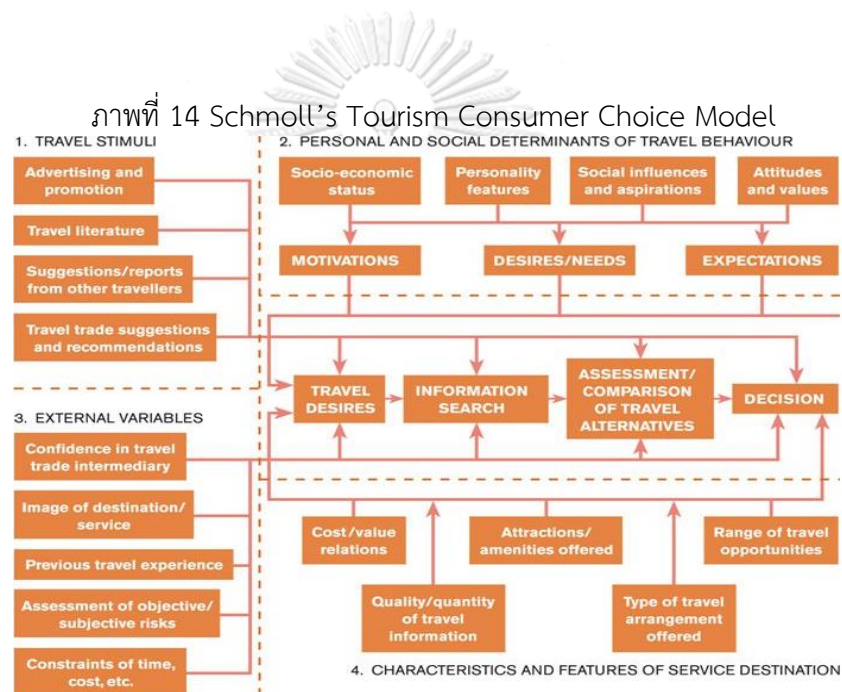 ภาพที่ 14 Schmoll's Tourism Consumer Choice Model
1. TRAVEL STIMULI
Advertising and
promotion
Travel literature
Suggestions/reports
from other travellers
Travel trade suggestions
and recommendations
2. PERSONAL AND SOCIAL DETERMINANTS OF TRAVEL BEHAVIOUR
Socio-economic
status
Personality
features
Social influences
and aspirations
Attitudes
and values
MOTIVATIONS
DESIRES/NEEDS
EXPECTATIONS
TRAVEL
DESIRES
INFORMATION
SEARCH
ASSESSMENT/
COMPARISON
OF TRAVEL
ALTERNATIVES
DECISION
3. EXTERNAL VARIABLES
Confidence in travel
trade intermediary
Image of destination/
service
Previous travel experience
Assessment of objective/
subjective risks
Constraints of time,
cost, etc.
Cost/value
relations
Attractions/
amenities offered
Range of travel
opportunities
Quality/quantity
of travel
information
Type of travel
arrangement
offered
4. CHARACTERISTICS AND FEATURES OF SERVICE DESTINATION